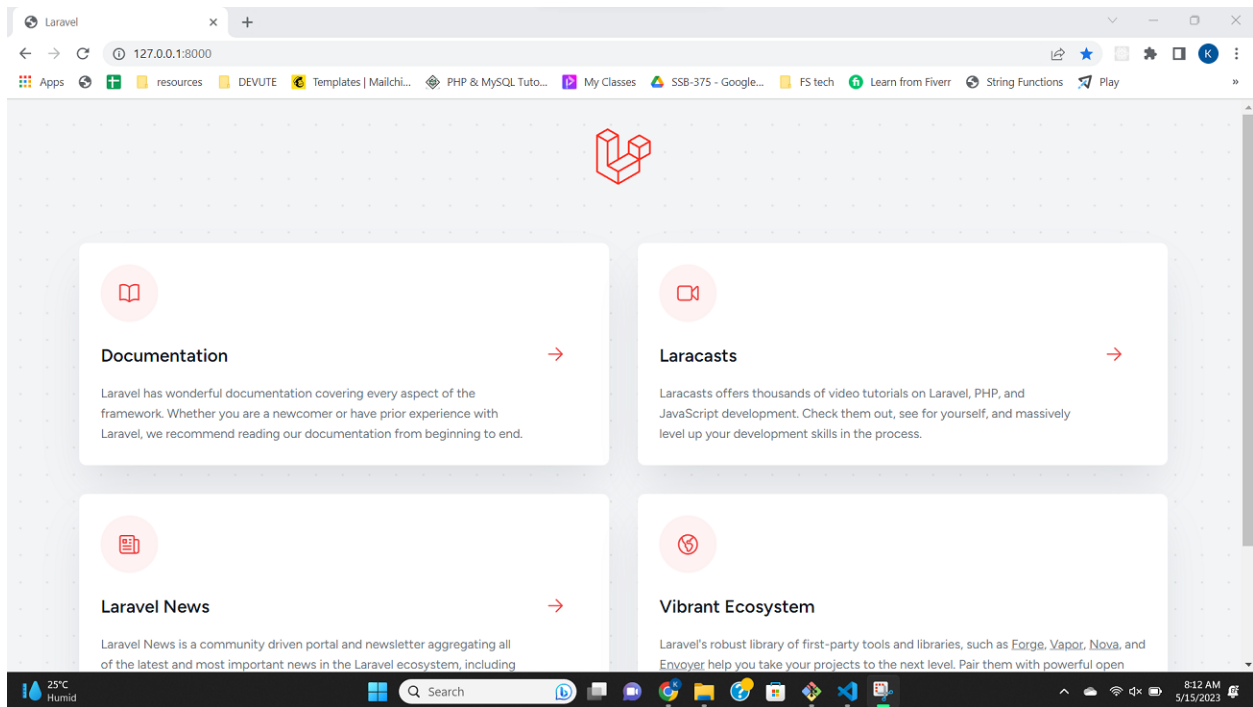 Laravel
127.0.0.1:8000
K
Apps resources DEVUTE Templates | Mailchi... PHP & MySQL Tuto... My Classes SSB-375 - Google... FS tech Learn from Fiverr String Functions Play »
Documentation
Laravel has wonderful documentation covering every aspect of the
framework. Whether you are a newcomer or have prior experience with
Laravel, we recommend reading our documentation from beginning to end.
Laracasts
Laracasts offers thousands of video tutorials on Laravel, PHP, and
JavaScript development. Check them out, see for yourself, and massively
level up your development skills in the process.
Laravel News
Laravel News is a community driven portal and newsletter aggregating all
of the latest and most important news in the Laravel ecosystem, including
Vibrant Ecosystem
Laravel's robust library of first-party tools and libraries, such as Forge, Vapor, Nova, and
Envoyer help you take your projects to the next level. Pair them with powerful open
25°C
Humid
Search
K
8:12 AM
5/15/2023